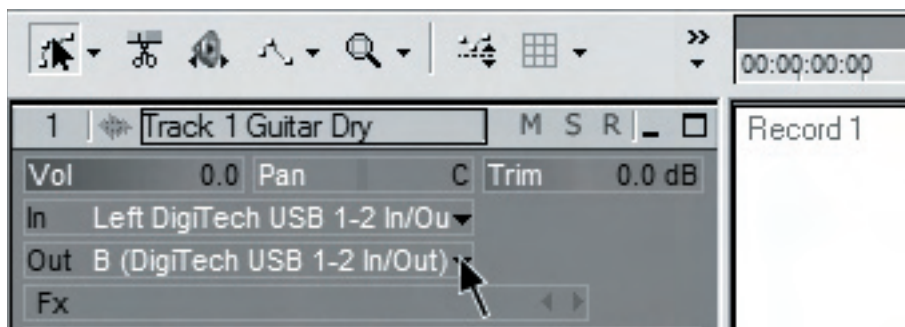 00:00:00:00
1 Track 1 Guitar Dry M S R
Record 1
Vol 0.0 Pan C Trim 0.0 dB
In Left DigiTech USB 1-2 In/Ou
Out B (DigiTech USB 1-2 In/Out)
Fx